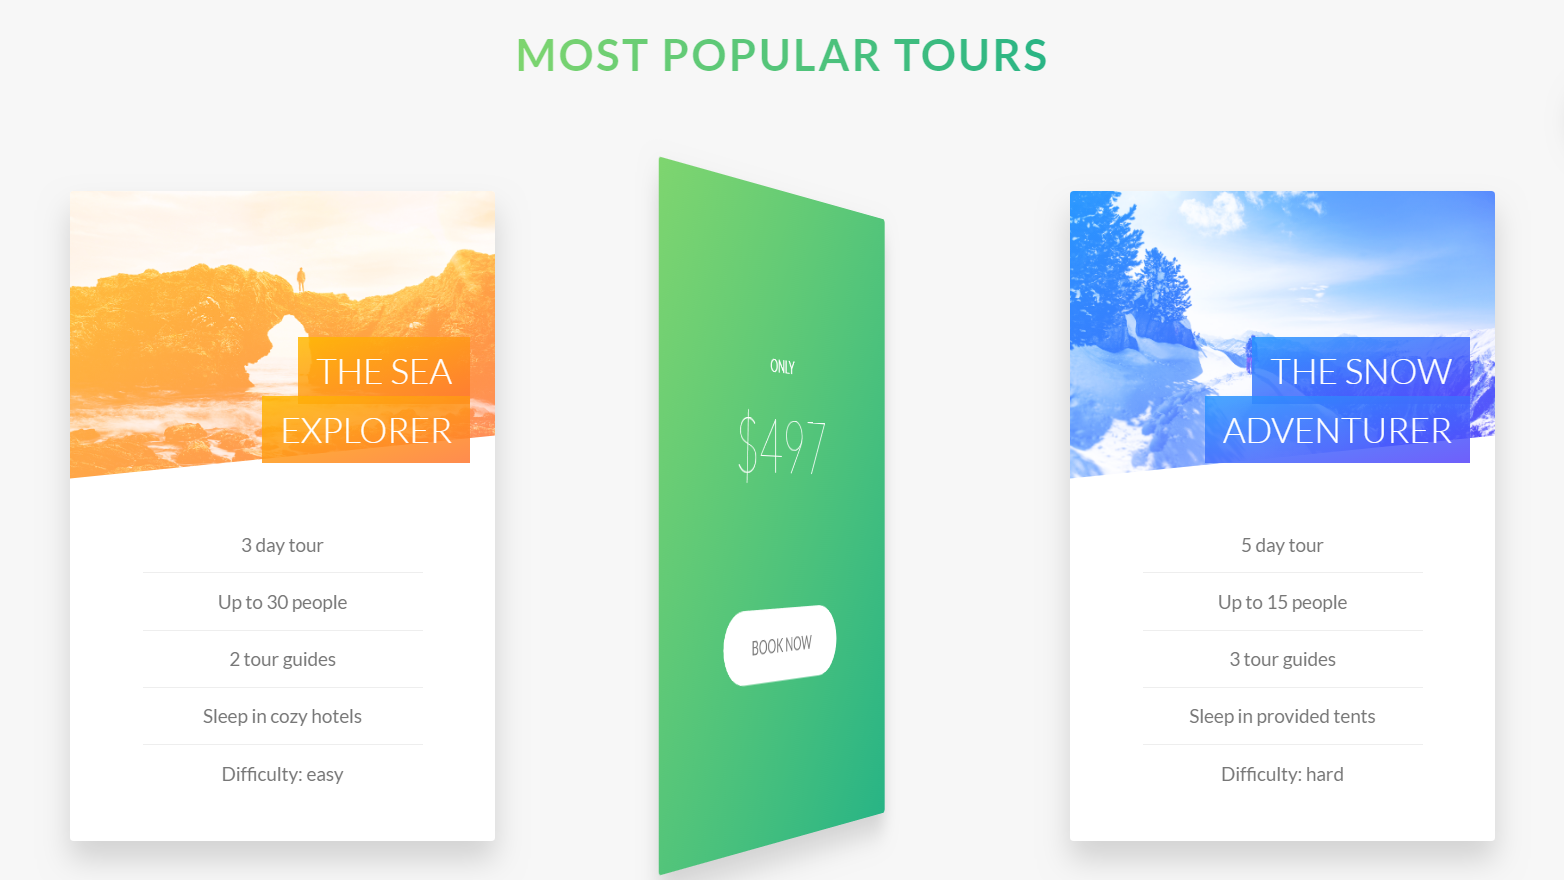 MOST POPULAR TOURS
THE SEA
EXPLORER
3 day tour
Up to 30 people
2 tour guides
Sleep in cozy hotels
Difficulty: easy
ONLY
$497
BOOK NOW
THE SNOW
ADVENTURER
5 day tour
Up to 15 people
3 tour guides
Sleep in provided tents
Difficulty: hard